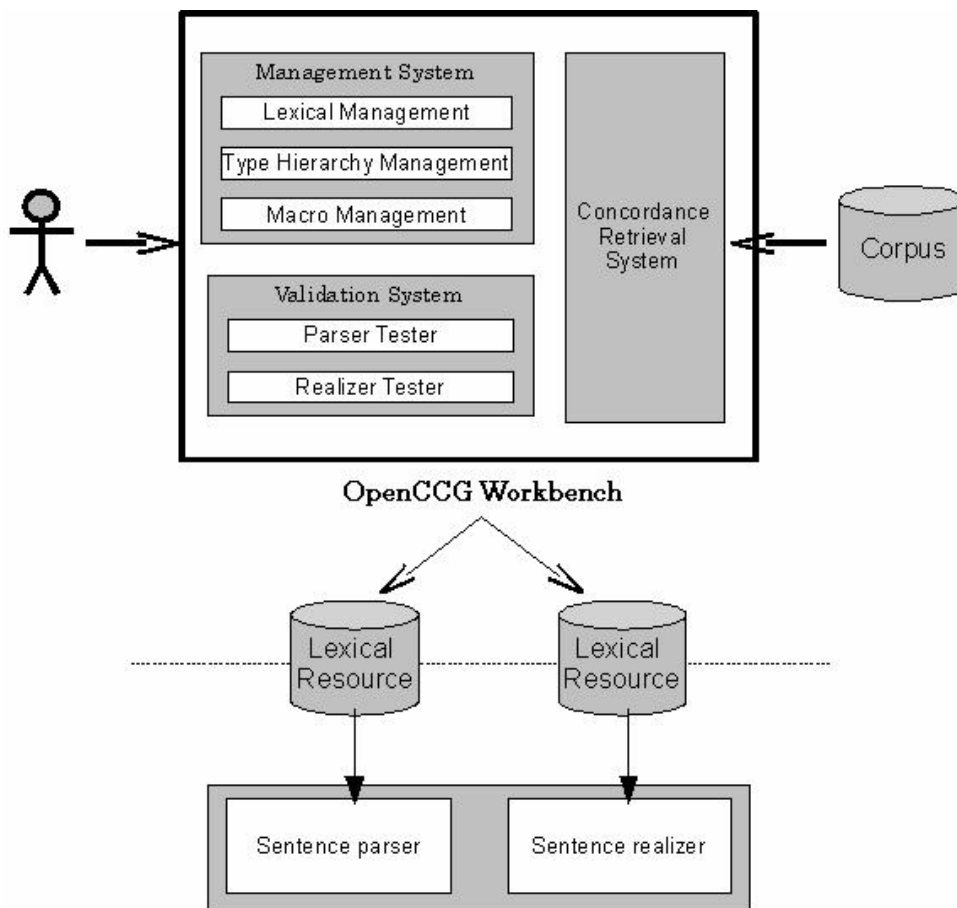 Management System
Lexical Management
Type Hierarchy Management
Macro Management
Validation System
Parser Tester
Realizer Tester
Concordance
Retrieval
System
Corpus
OpenCCG Workbench
Lexical
Resource
Lexical
Resource
Sentence parser
Sentence realizer